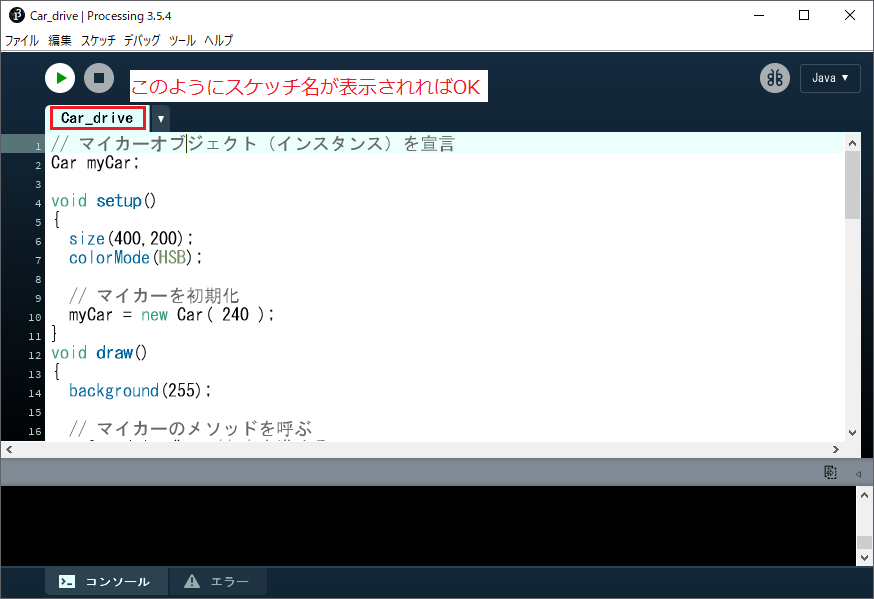 Car_drive | Processing 3.5.4
ファイル 編集 スケッチ デバッグ ツール ヘルプ
このようにスケッチ名が表示されればOK
Java ▼
Car_drive ▼
1 // マイカーオブジェクト（インスタンス）を宣言
2 Car myCar;
3
4 void setup()
5 {
6 size(400,200);
7 colorMode(HSB);
8
9 // マイカーを初期化
10 myCar = new Car( 240 );
11 }
12 void draw()
13 {
14 background(255);
15
16 // マイカーのメソッドを呼ぶ
コンソール エラー